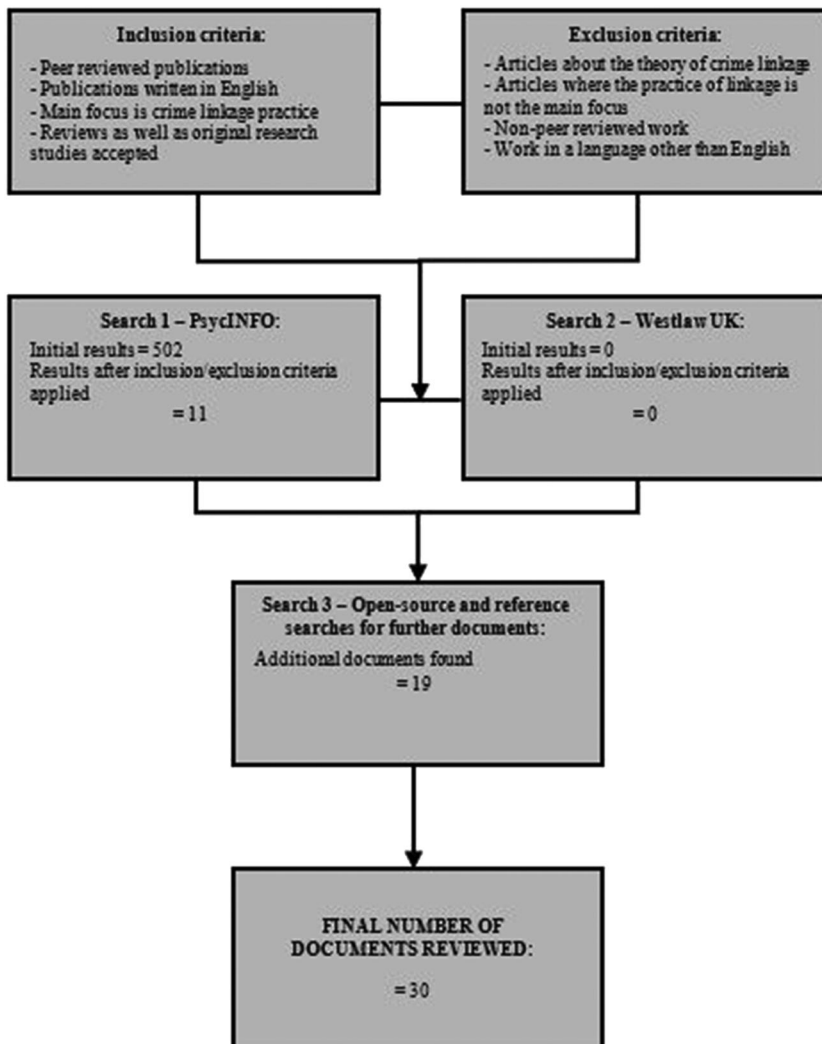 Inclusion criteria:
- Peer reviewed publications
- Publications written in English
- Main focus is crime linkage practice
- Reviews as well as original research
studies accepted
Exclusion criteria:
- Articles about the theory of crime linkage
- Articles where the practice of linkage is
not the main focus
- Non-peer reviewed work
- Work in a language other than English
Search 1 – PsycINFO:
Initial results = 502
Results after inclusion/exclusion criteria
applied
= 11
Search 2 – Westlaw UK:
Initial results = 0
Results after inclusion/exclusion criteria
applied
= 0
Search 3 – Open-source and reference
searches for further documents:
Additional documents found
= 19
FINAL NUMBER OF
DOCUMENTS REVIEWED:
= 30